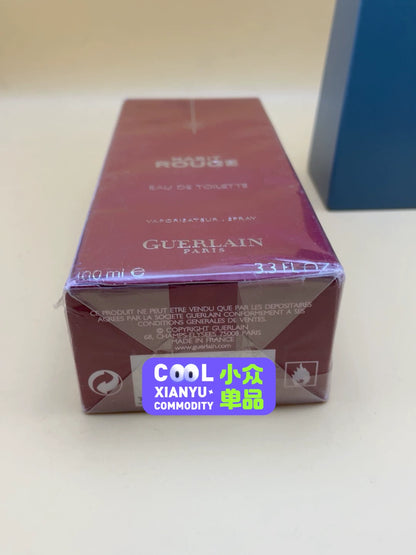 HABIT
ROUGE
EAU DE TOILETTE
VAPORISATEUR . SPRAY
GUERLAIN
PARIS
100 ml e 3.3 FL.OZ
CE PRODUIT NE PEUT ETRE VENDU QUE PAR LES DEPOSITAIRES
AGREES PAR LA SOCIETE GUERLAIN CONFORMEMENT A SES
CONDITIONS GENERALES DE VENTES.
© COPYRIGHT GUERLAIN
68, CHAMPS-ELYSEES 75008 PARIS
MADE IN FRANCE
www.guerlain.com
COOL 小众
XIANYU
COMMODITY 单品